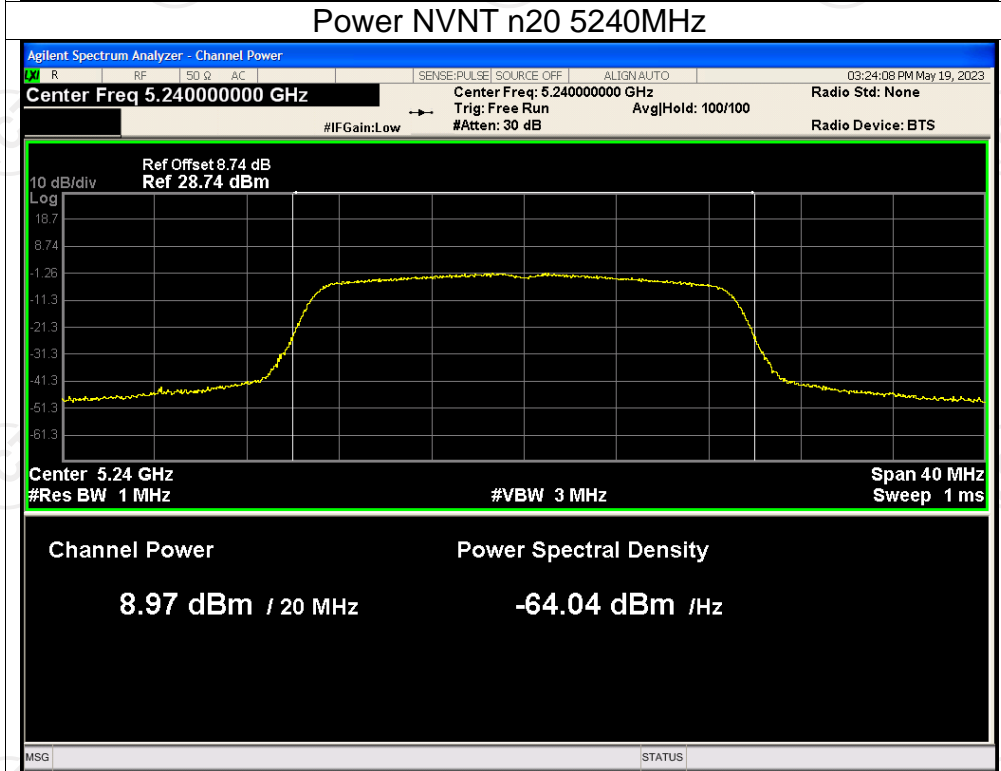 Power NVNT n20 5240MHz
Agilent Spectrum Analyzer - Channel Power
LXI R RF 50 Ω AC SENSE:PULSE SOURCE OFF ALIGN AUTO 03:24:08 PM May 19, 2023
Center Freq 5.240000000 GHz Center Freq: 5.240000000 GHz Radio Std: None
Trig: Free Run Avg|Hold: 100/100
#IFGain:Low #Atten: 30 dB Radio Device: BTS
Ref Offset 8.74 dB
10 dB/div Ref 28.74 dBm
Log
18.7
8.74
-1.26
-11.3
-21.3
-31.3
-41.3
-51.3
-61.3
Center 5.24 GHz Span 40 MHz
#Res BW 1 MHz #VBW 3 MHz Sweep 1 ms
Channel Power Power Spectral Density
8.97 dBm / 20 MHz -64.04 dBm /Hz
MSG STATUS